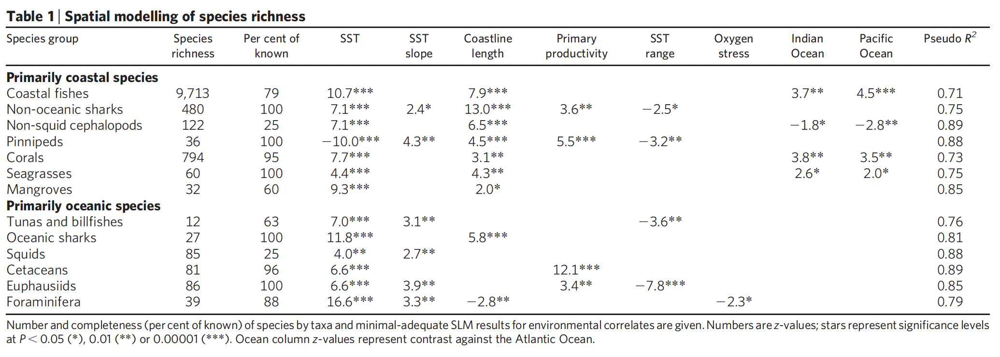 Table 1 | Spatial modelling of species richness
Species group Species richness Per cent of known SST SST slope Coastline length Primary productivity SST range Oxygen stress Indian Ocean Pacific Ocean Pseudo R²
Primarily coastal species
Coastal fishes 9,713 79 10.7*** 7.9*** 3.7** 4.5*** 0.71
Non-oceanic sharks 480 100 7.1*** 2.4* 13.0*** 3.6** −2.5* 0.75
Non-squid cephalopods 122 25 7.1*** 6.5*** −1.8* −2.8** 0.89
Pinnipeds 36 100 −10.0*** 4.3** 4.5*** 5.5*** −3.2** 0.88
Corals 794 95 7.7*** 3.1** 3.8** 3.5** 0.73
Seagrasses 60 100 4.4*** 4.3** 2.6* 2.0* 0.75
Mangroves 32 60 9.3*** 2.0* 0.85
Primarily oceanic species
Tunas and billfishes 12 63 7.0*** 3.1** −3.6** 0.76
Oceanic sharks 27 100 11.8*** 5.8*** 0.81
Squids 85 25 4.0** 2.7** 0.88
Cetaceans 81 96 6.6*** 12.1*** 0.89
Euphausiids 86 100 6.6*** 3.9** 3.4** −7.8*** 0.85
Foraminifera 39 88 16.6*** 3.3** −2.8** −2.3* 0.79
Number and completeness (per cent of known) of species by taxa and minimal-adequate SLM results for environmental correlates are given. Numbers are z-values; stars represent significance levels
at P < 0.05 (*), 0.01 (**) or 0.00001 (***). Ocean column z-values represent contrast against the Atlantic Ocean.